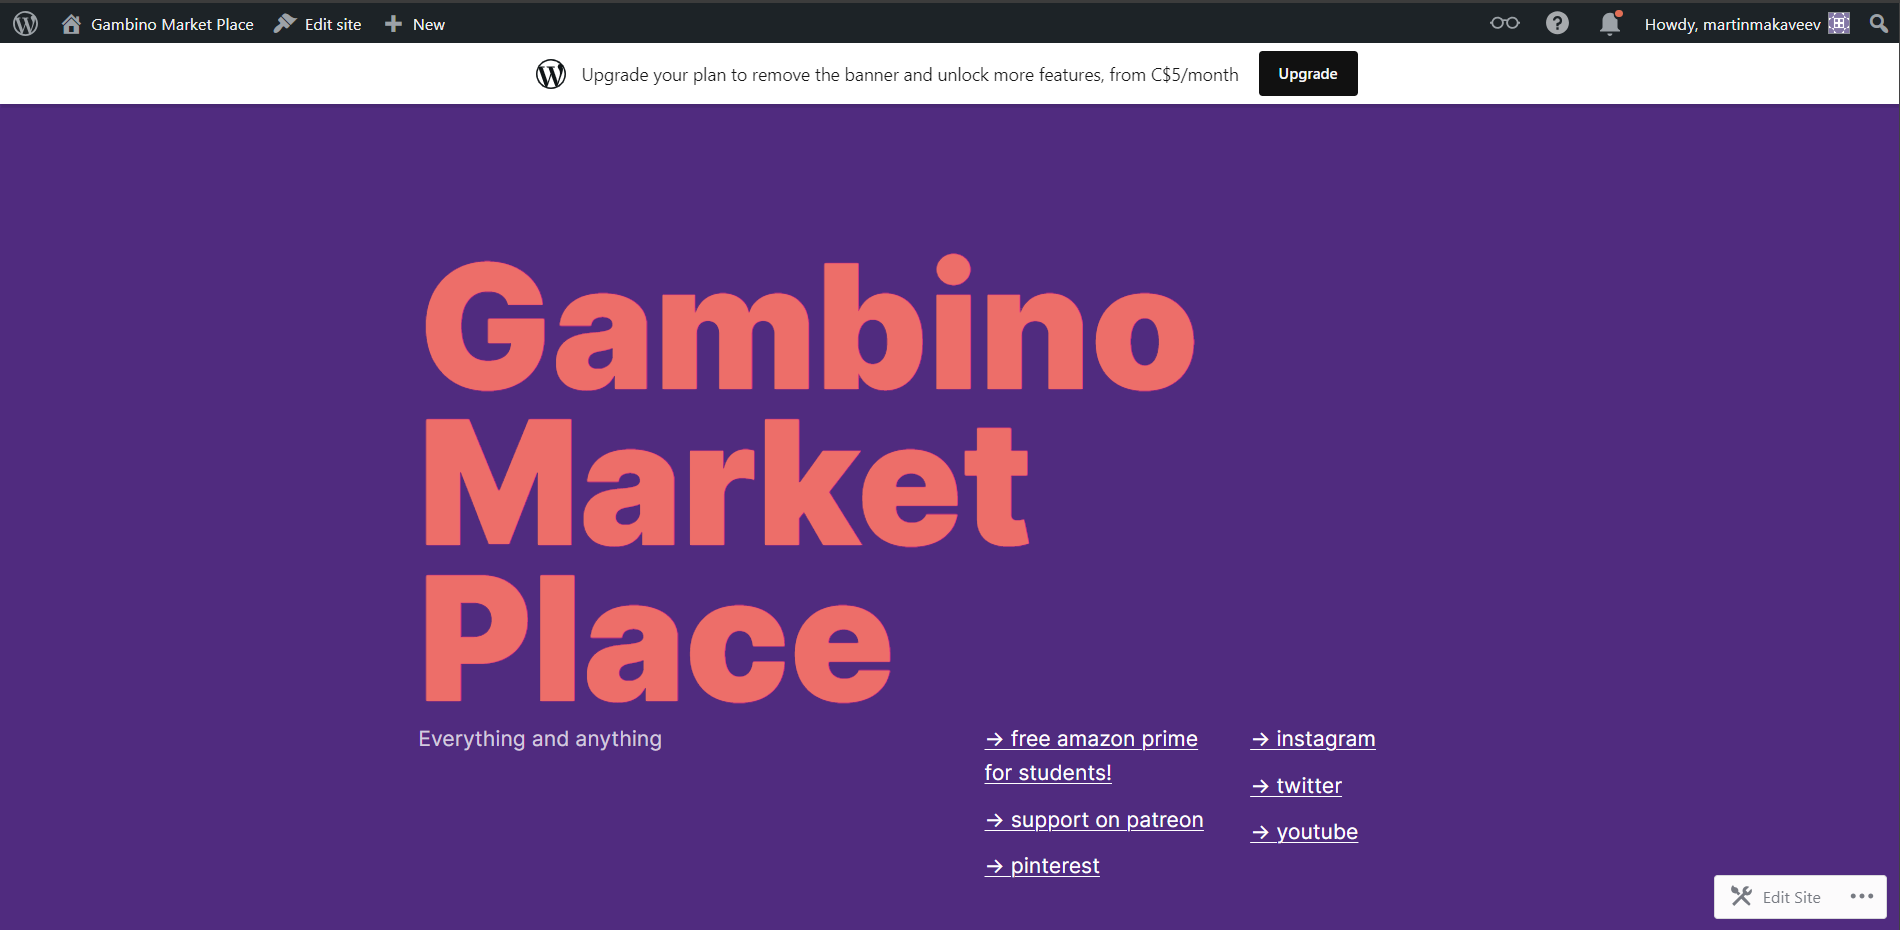 Gambino Market Place Edit site New Howdy, martinmakaveev
Upgrade your plan to remove the banner and unlock more features, from C$5/month Upgrade
Gambino
Market
Place
Everything and anything
→ free amazon prime
for students!
→ support on patreon
→ pinterest
→ instagram
→ twitter
→ youtube
Edit Site